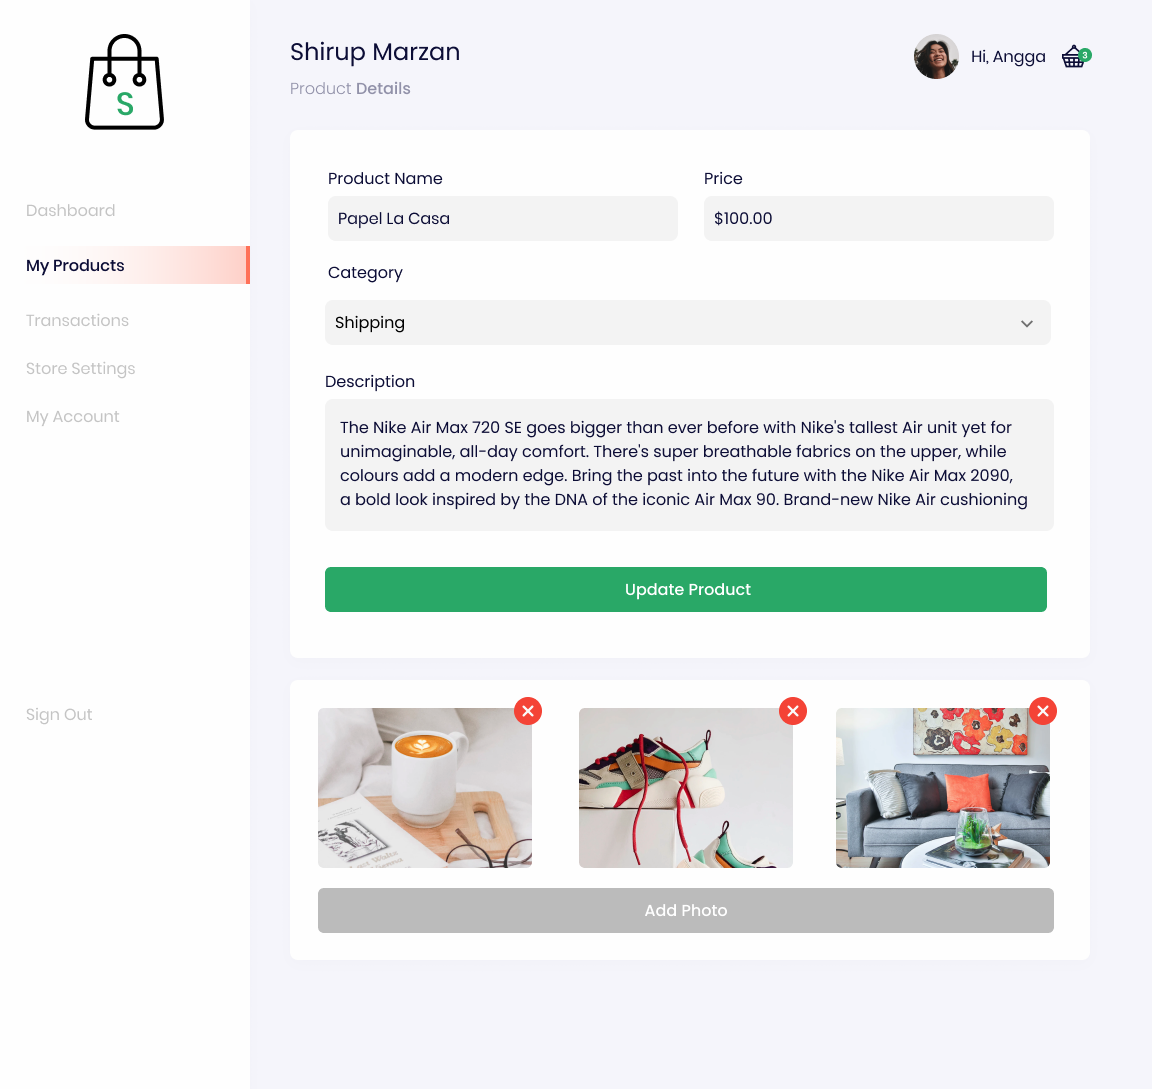 S
Dashboard
My Products
Transactions
Store Settings
My Account
Sign Out
Shirup Marzan
Product Details
Hi, Angga
3
Product Name
Price
Papel La Casa
$100.00
Category
Shipping
Description
The Nike Air Max 720 SE goes bigger than ever before with Nike's tallest Air unit yet for
unimaginable, all-day comfort. There's super breathable fabrics on the upper, while
colours add a modern edge. Bring the past into the future with the Nike Air Max 2090,
a bold look inspired by the DNA of the iconic Air Max 90. Brand-new Nike Air cushioning
Update Product
Add Photo